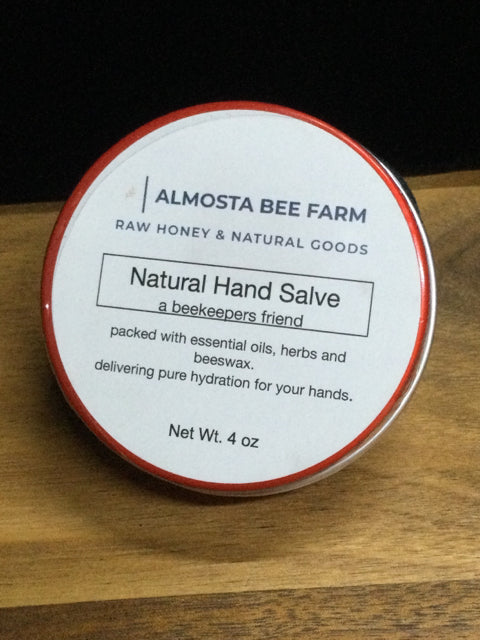 ALMOSTA BEE FARM
RAW HONEY & NATURAL GOODS
Natural Hand Salve
a beekeepers friend
packed with essential oils, herbs and
beeswax.
delivering pure hydration for your hands.
Net Wt. 4 oz